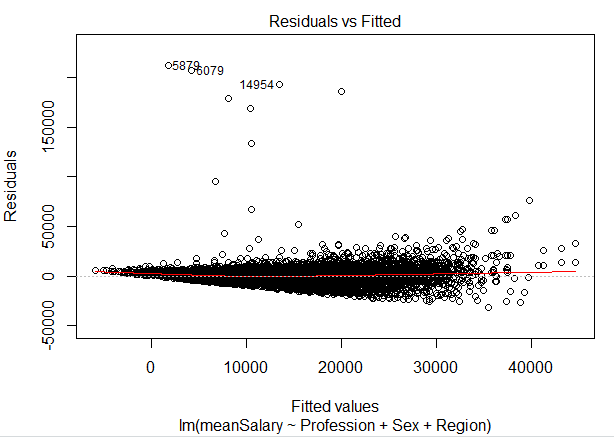 Residuals vs Fitted
5879
6079
14954
Residuals
-50000 0 50000 150000
0 10000 20000 30000 40000
Fitted values
lm(meanSalary ~ Profession + Sex + Region)